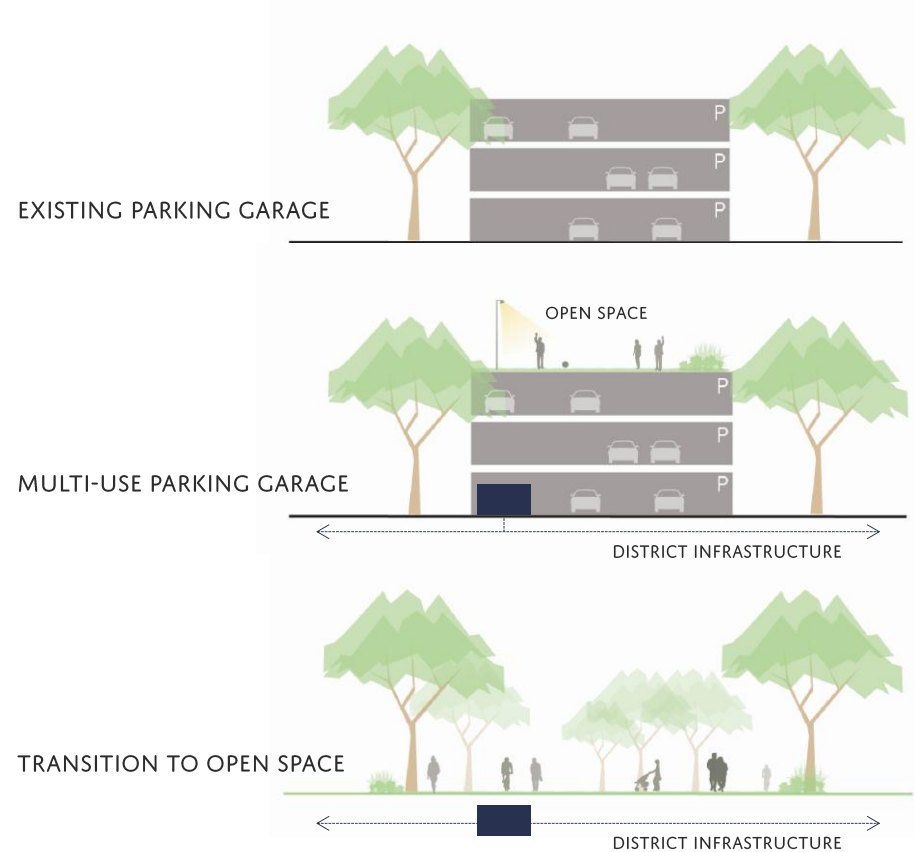 P
P
EXISTING PARKING GARAGE
P
OPEN SPACE
P
P
MULTI-USE PARKING GARAGE
P
DISTRICT INFRASTRUCTURE
TRANSITION TO OPEN SPACE
DISTRICT INFRASTRUCTURE